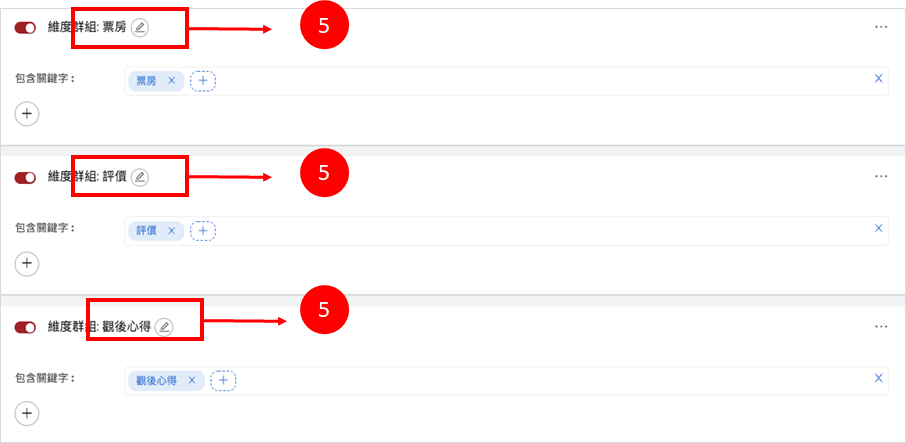 維度群組: 票房 5 ...
包含關鍵字： 票房 X +
X
+
維度群組: 評價 5 ...
包含關鍵字： 評價 X +
X
+
維度群組: 觀後心得 5 ...
包含關鍵字： 觀後心得 X +
X
+